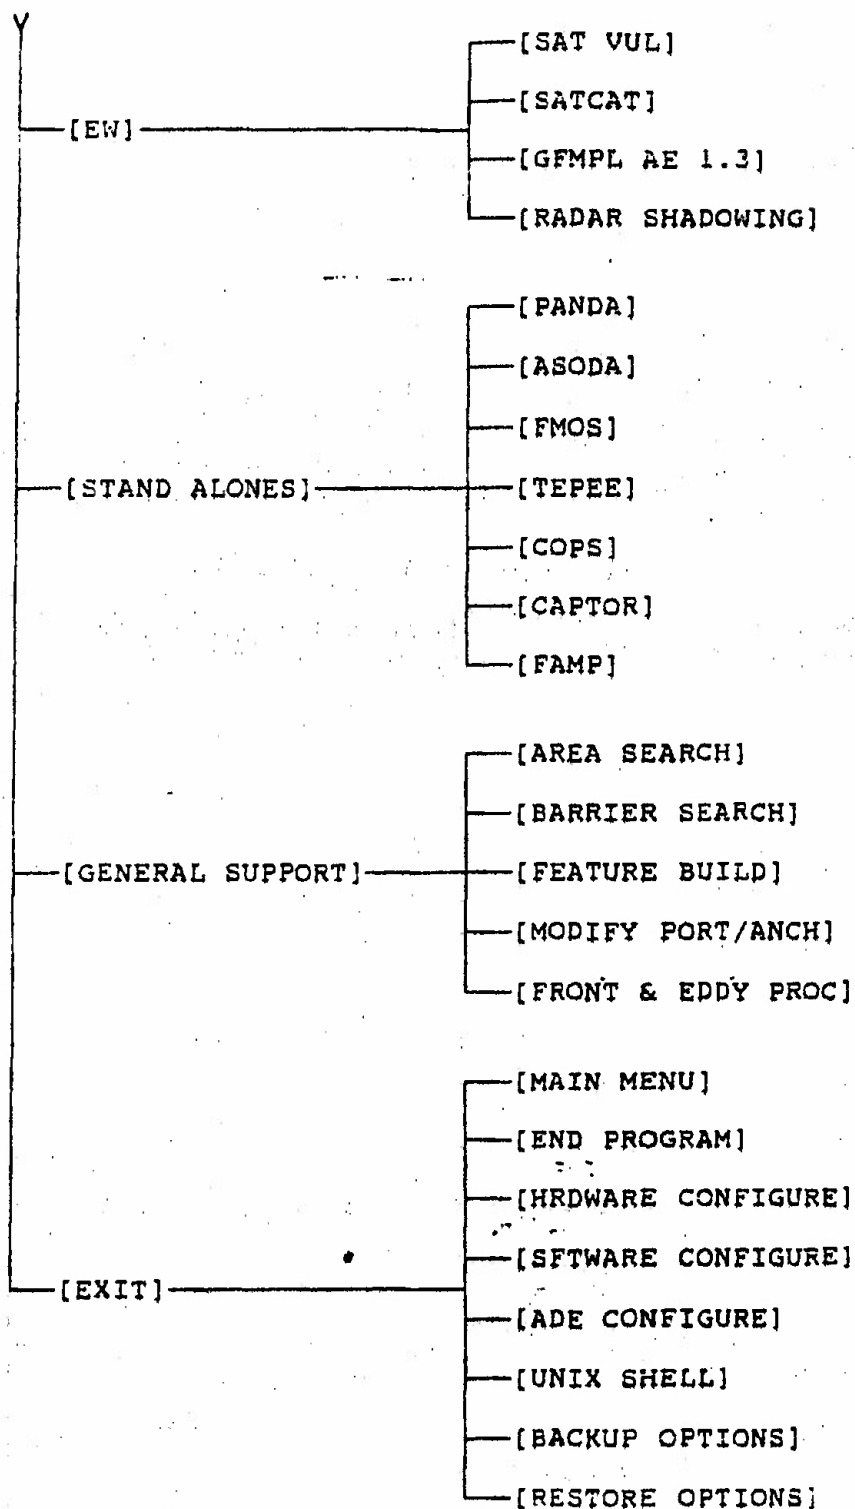 [SAT VUL]
[EW]
[SATCAT]
[GFMPL AE 1.3]
[RADAR SHADOWING]
[PANDA]
[ASODA]
[FMOS]
[STAND ALONES]
[TEPEE]
[COPS]
[CAPTOR]
[FAMP]
[AREA SEARCH]
[BARRIER SEARCH]
[GENERAL SUPPORT]
[FEATURE BUILD]
[MODIFY PORT/ANCH]
[FRONT & EDDY PROC]
[MAIN MENU]
[END PROGRAM]
[HRDWARE CONFIGURE]
[SFTWARE CONFIGURE]
[EXIT]
[ADE CONFIGURE]
[UNIX SHELL]
[BACKUP OPTIONS]
[RESTORE OPTIONS]